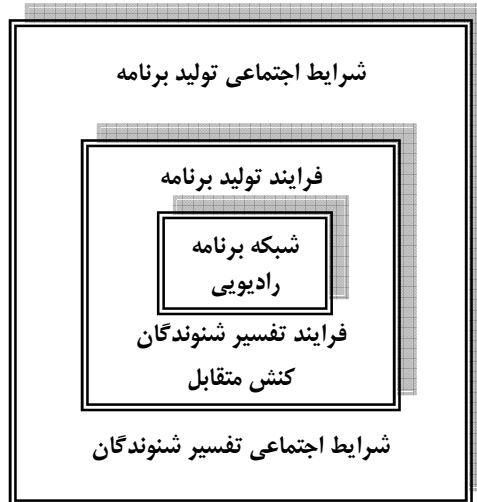 شرایط اجتماعی تولید برنامه
فرایند تولید برنامه
شبکه برنامه
رادیویی
فرایند تفسیر شنوندگان
کنش متقابل
شرایط اجتماعی تفسیر شنوندگان